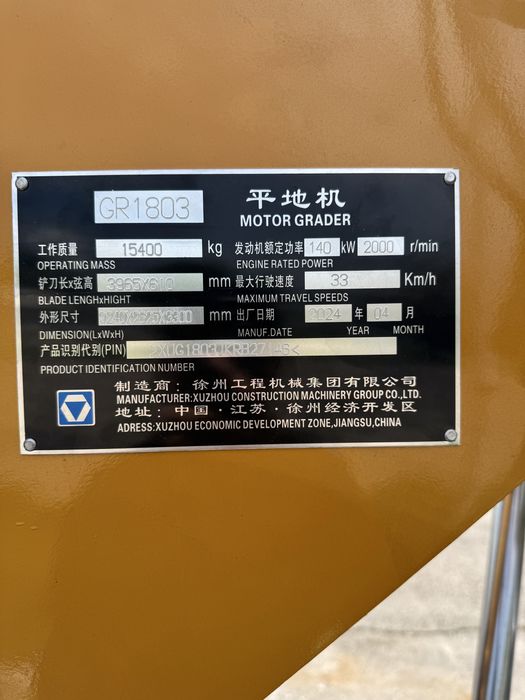 GR1803 平地机
MOTOR GRADER
工作质量 15400 kg 发动机额定功率 140 kW 2000 r/min
OPERATING MASS ENGINE RATED POWER
铲刀长x弦高 3965X610 mm 最大行驶速度 33 Km/h
BLADE LENGHxHIGHT MAXIMUM TRAVEL SPEEDS
外形尺寸 mm 出厂日期 2024 年 04 月
DIMENSION(LxWxH) MANUF.DATE YEAR MONTH
产品识别代别(PIN)
PRODUCT IDENTIFICATION NUMBER
制造商：徐州工程机械集团有限公司
MANUFACTURER:XUZHOU CONSTRUCTION MACHINERY GROUP CO.,LTD.
地址：中国·江苏·徐州经济开发区
ADRESS:XUZHOU ECONOMIC DEVELOPMENT ZONE,JIANGSU,CHINA